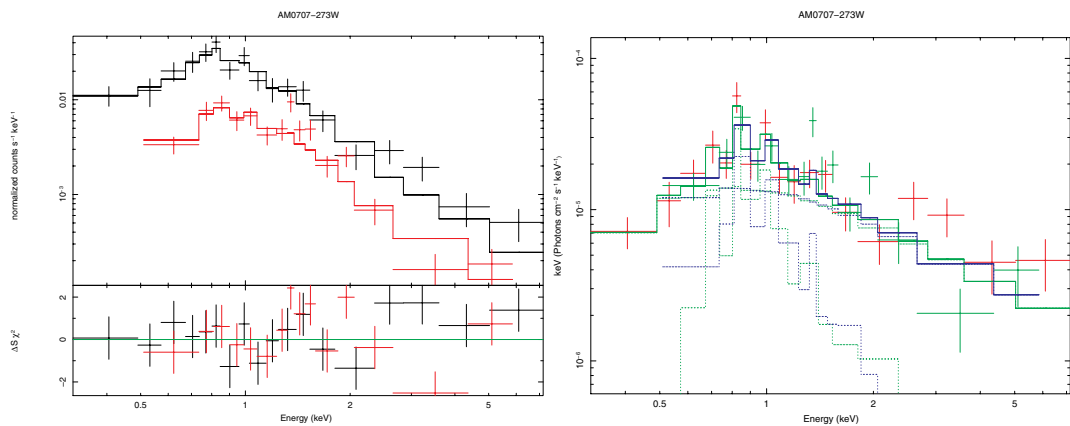 AM0707-273W
normalized counts s⁻¹ keV⁻¹
0.01
10⁻³
ΔS χ²
2
0
-2
0.5
1
2
5
Energy (keV)
AM0707-273W
keV (Photons cm⁻² s⁻¹ keV⁻¹)
10⁻⁴
10⁻⁵
10⁻⁶
0.5
1
2
5
Energy (keV)